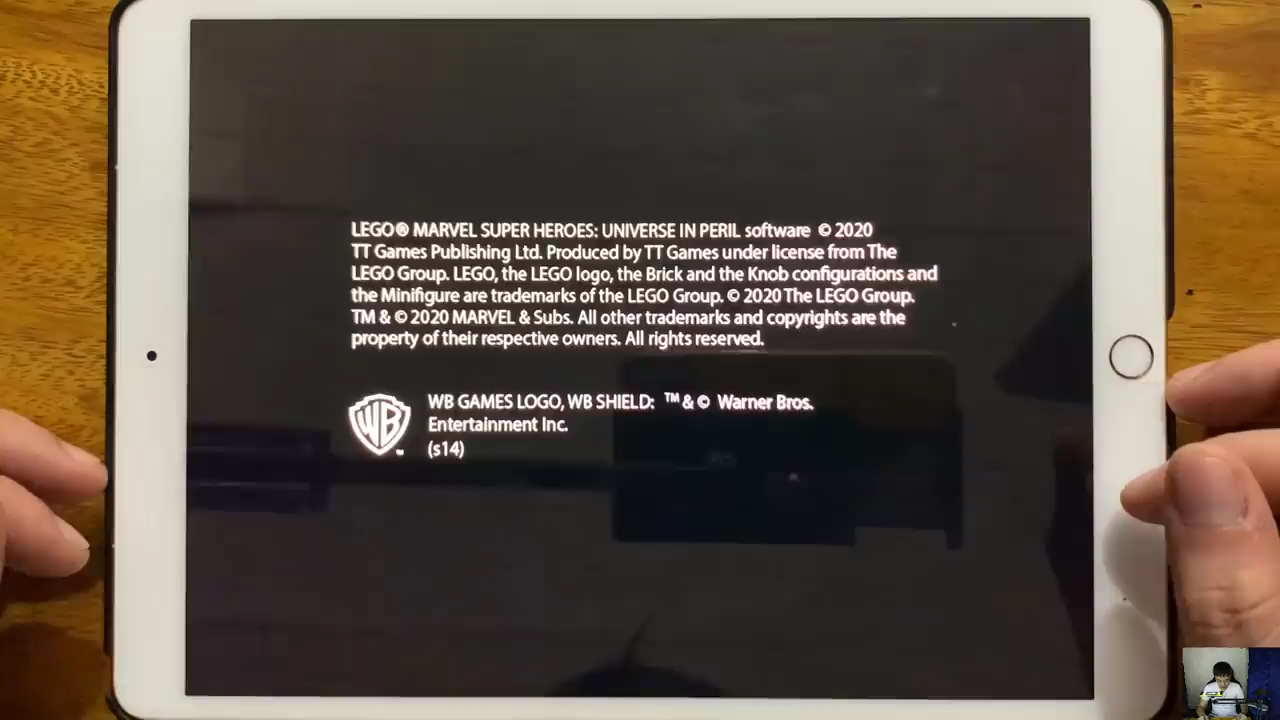 LEGO® MARVEL SUPER HEROES: UNIVERSE IN PERIL software © 2020
TT Games Publishing Ltd. Produced by TT Games under license from The
LEGO Group. LEGO, the LEGO logo, the Brick and the Knob configurations and
the Minifigure are trademarks of the LEGO Group. © 2020 The LEGO Group.
TM & © 2020 MARVEL & Subs. All other trademarks and copyrights are the
property of their respective owners. All rights reserved.
WB
WB GAMES LOGO, WB SHIELD: ™ & © Warner Bros.
Entertainment Inc.
(s14)